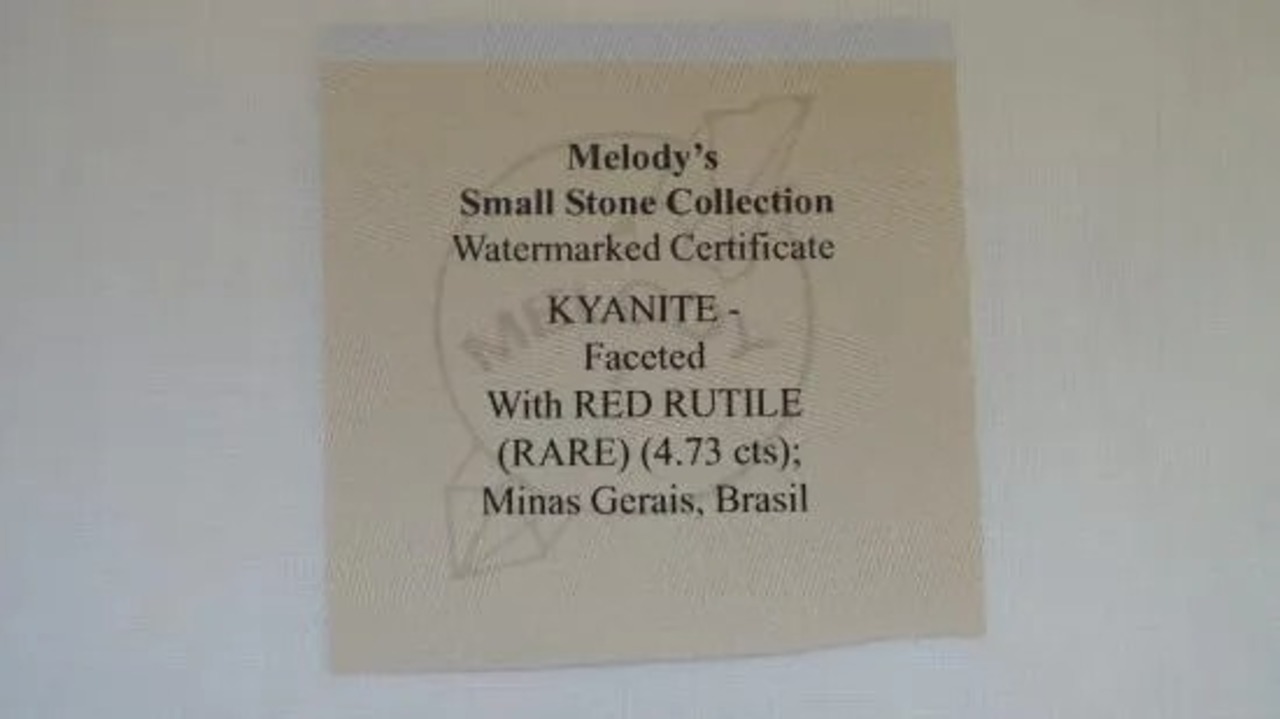 Melody's
Small Stone Collection
Watermarked Certificate
KYANITE -
Faceted
With RED RUTILE
(RARE) (4.73 cts);
Minas Gerais, Brasil